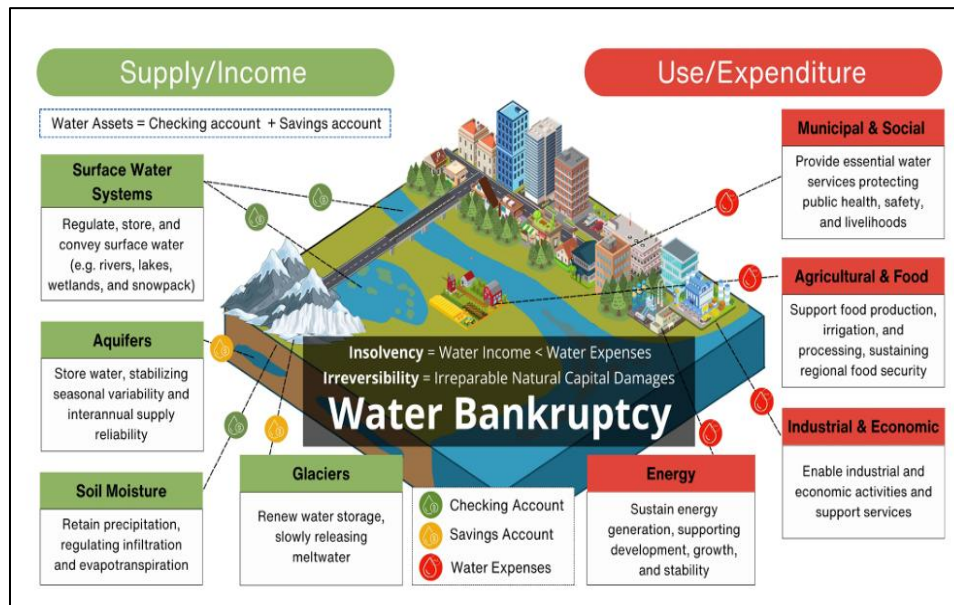 Supply/Income
Use/Expenditure
Water Assets = Checking account + Savings account
Surface Water
Systems
Regulate, store, and
convey surface water
(e.g. rivers, lakes,
wetlands, and snowpack)
Aquifers
Store water, stabilizing
seasonal variability and
interannual supply
reliability
Soil Moisture
Retain precipitation,
regulating infiltration
and evapotranspiration
Glaciers
Renew water storage,
slowly releasing
meltwater
Insolvency = Water Income < Water Expenses
Irreversibility = Irreparable Natural Capital Damages
Water Bankruptcy
Checking Account
Savings Account
Water Expenses
Municipal & Social
Provide essential water
services protecting
public health, safety,
and livelihoods
Agricultural & Food
Support food production,
irrigation, and
processing, sustaining
regional food security
Industrial & Economic
Enable industrial and
economic activities and
support services
Energy
Sustain energy
generation, supporting
development, growth,
and stability